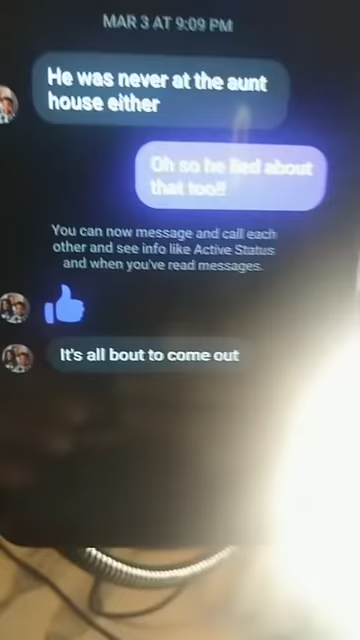 MAR 3 AT 9:09 PM
He was never at the aunt
house either
Oh so he lied about
that too!!
You can now message and call each
other and see info like Active Status
and when you've read messages.
It's all bout to come out